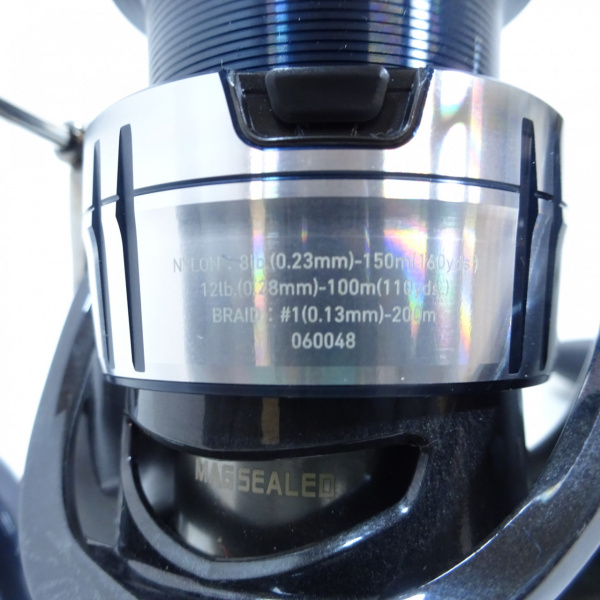 NYLON : 8lb.(0.23mm)-150m(160yds.)
12lb.(0.28mm)-100m(110yds.)
BRAID : #1(0.13mm)-200m
060048
MAGSEALED